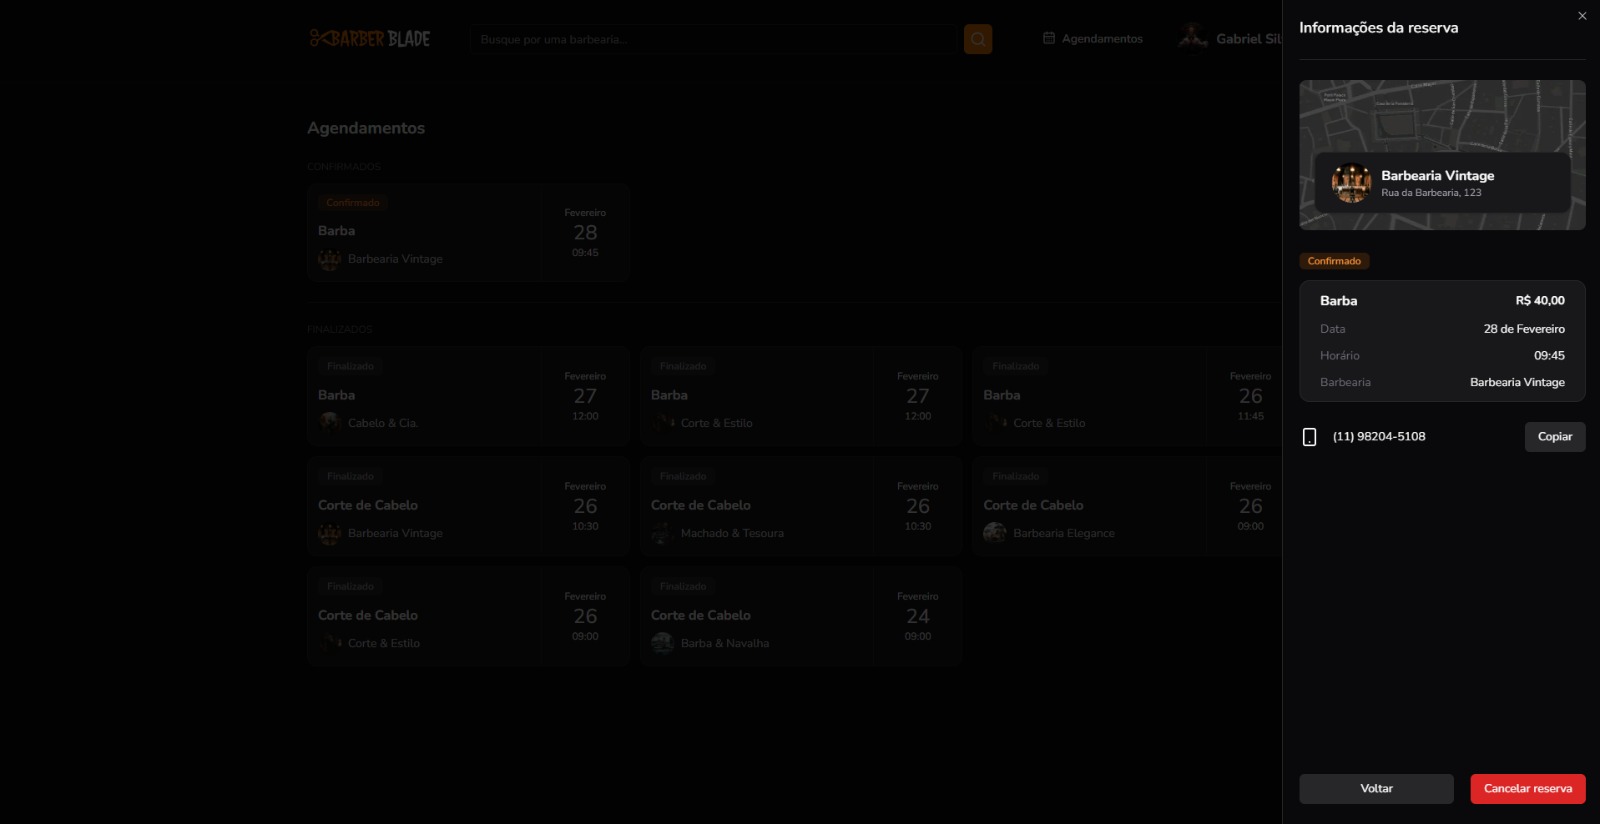 BARBER BLADE
Busque por uma barbearia...
Agendamentos
Gabriel Sil
Agendamentos
CONFIRMADOS
Confirmado
Barba
Barbearia Vintage
Fevereiro
28
09:45
FINALIZADOS
Finalizado
Barba
Cabelo & Cia.
Fevereiro
27
12:00
Finalizado
Barba
Corte & Estilo
Fevereiro
27
12:00
Finalizado
Barba
Corte & Estilo
Fevereiro
26
11:45
Finalizado
Corte de Cabelo
Barbearia Vintage
Fevereiro
26
10:30
Finalizado
Corte de Cabelo
Machado & Tesoura
Fevereiro
26
10:30
Finalizado
Corte de Cabelo
Barbearia Elegance
Fevereiro
26
09:00
Finalizado
Corte de Cabelo
Corte & Estilo
Fevereiro
26
09:00
Finalizado
Corte de Cabelo
Barba & Navalha
Fevereiro
24
09:00
Informações da reserva
Barbearia Vintage
Rua da Barbearia, 123
Confirmado
Barba R$ 40,00
Data 28 de Fevereiro
Horário 09:45
Barbearia Barbearia Vintage
(11) 98204-5108 Copiar
Voltar Cancelar reserva